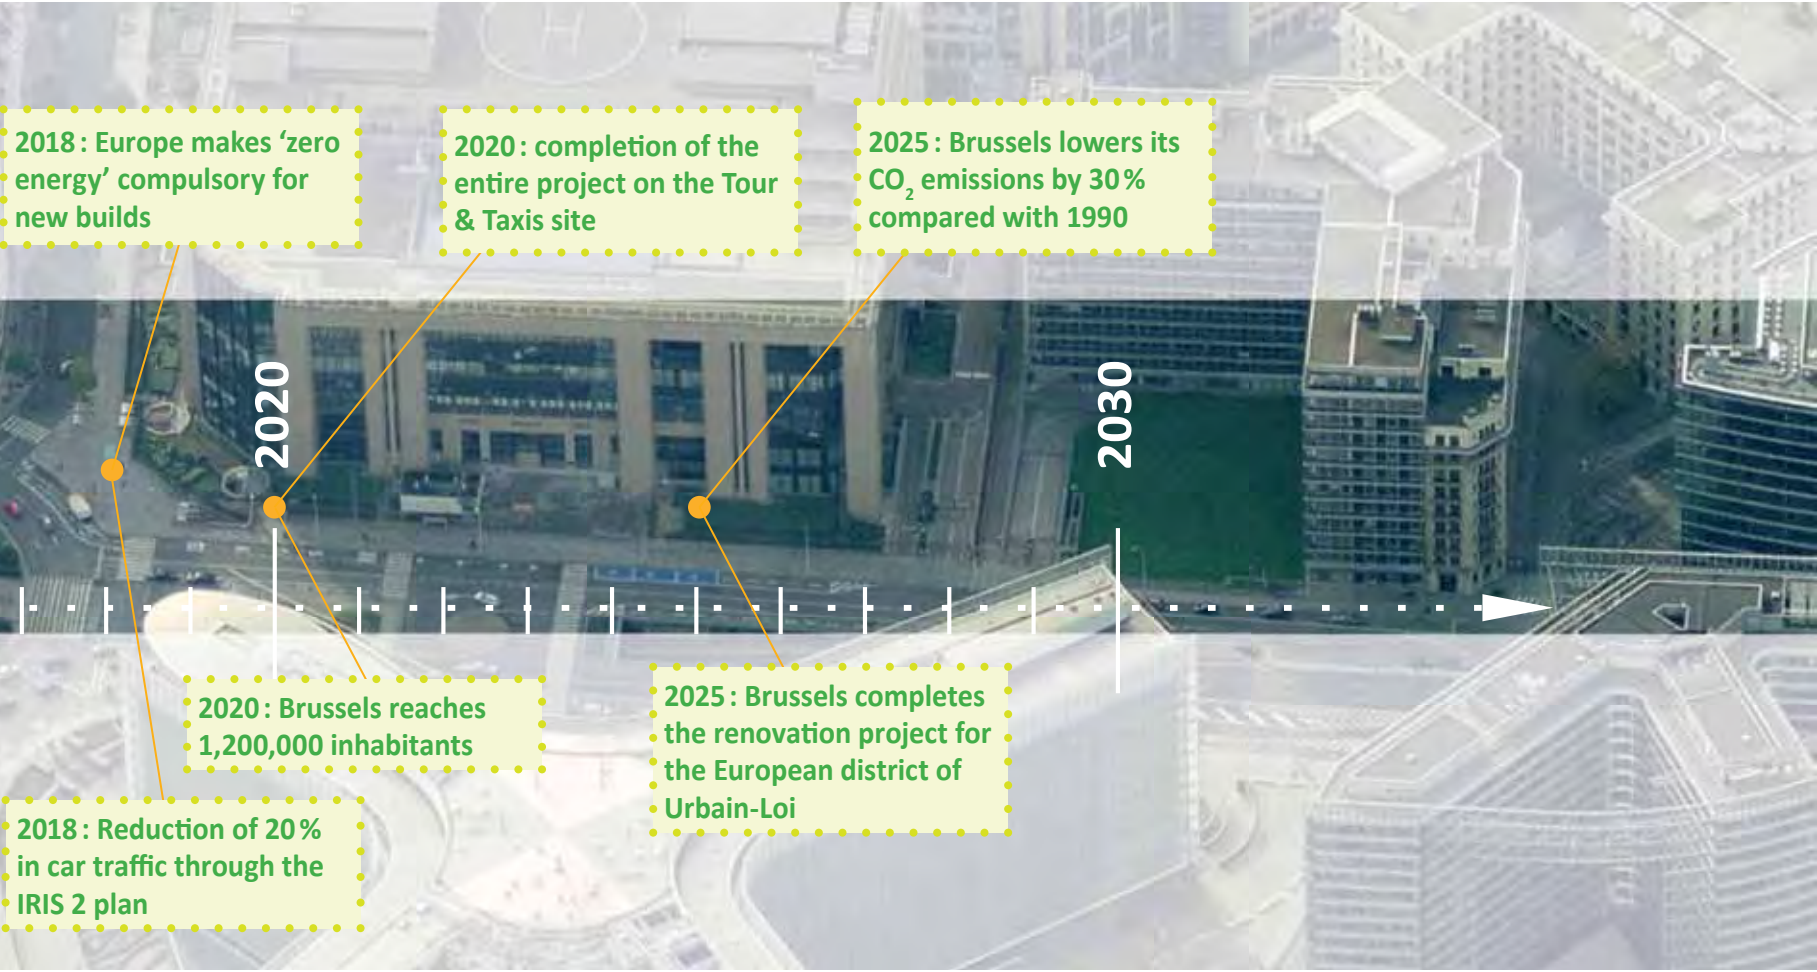 2018 : Europe makes ‘zero
energy’ compulsory for
new builds
2020 : completion of the
entire project on the Tour
& Taxis site
2025 : Brussels lowers its
CO₂ emissions by 30 %
compared with 1990
2020
2030
2020 : Brussels reaches
1,200,000 inhabitants
2025 : Brussels completes
the renovation project for
the European district of
Urbain-Loi
2018 : Reduction of 20 %
in car traffic through the
IRIS 2 plan